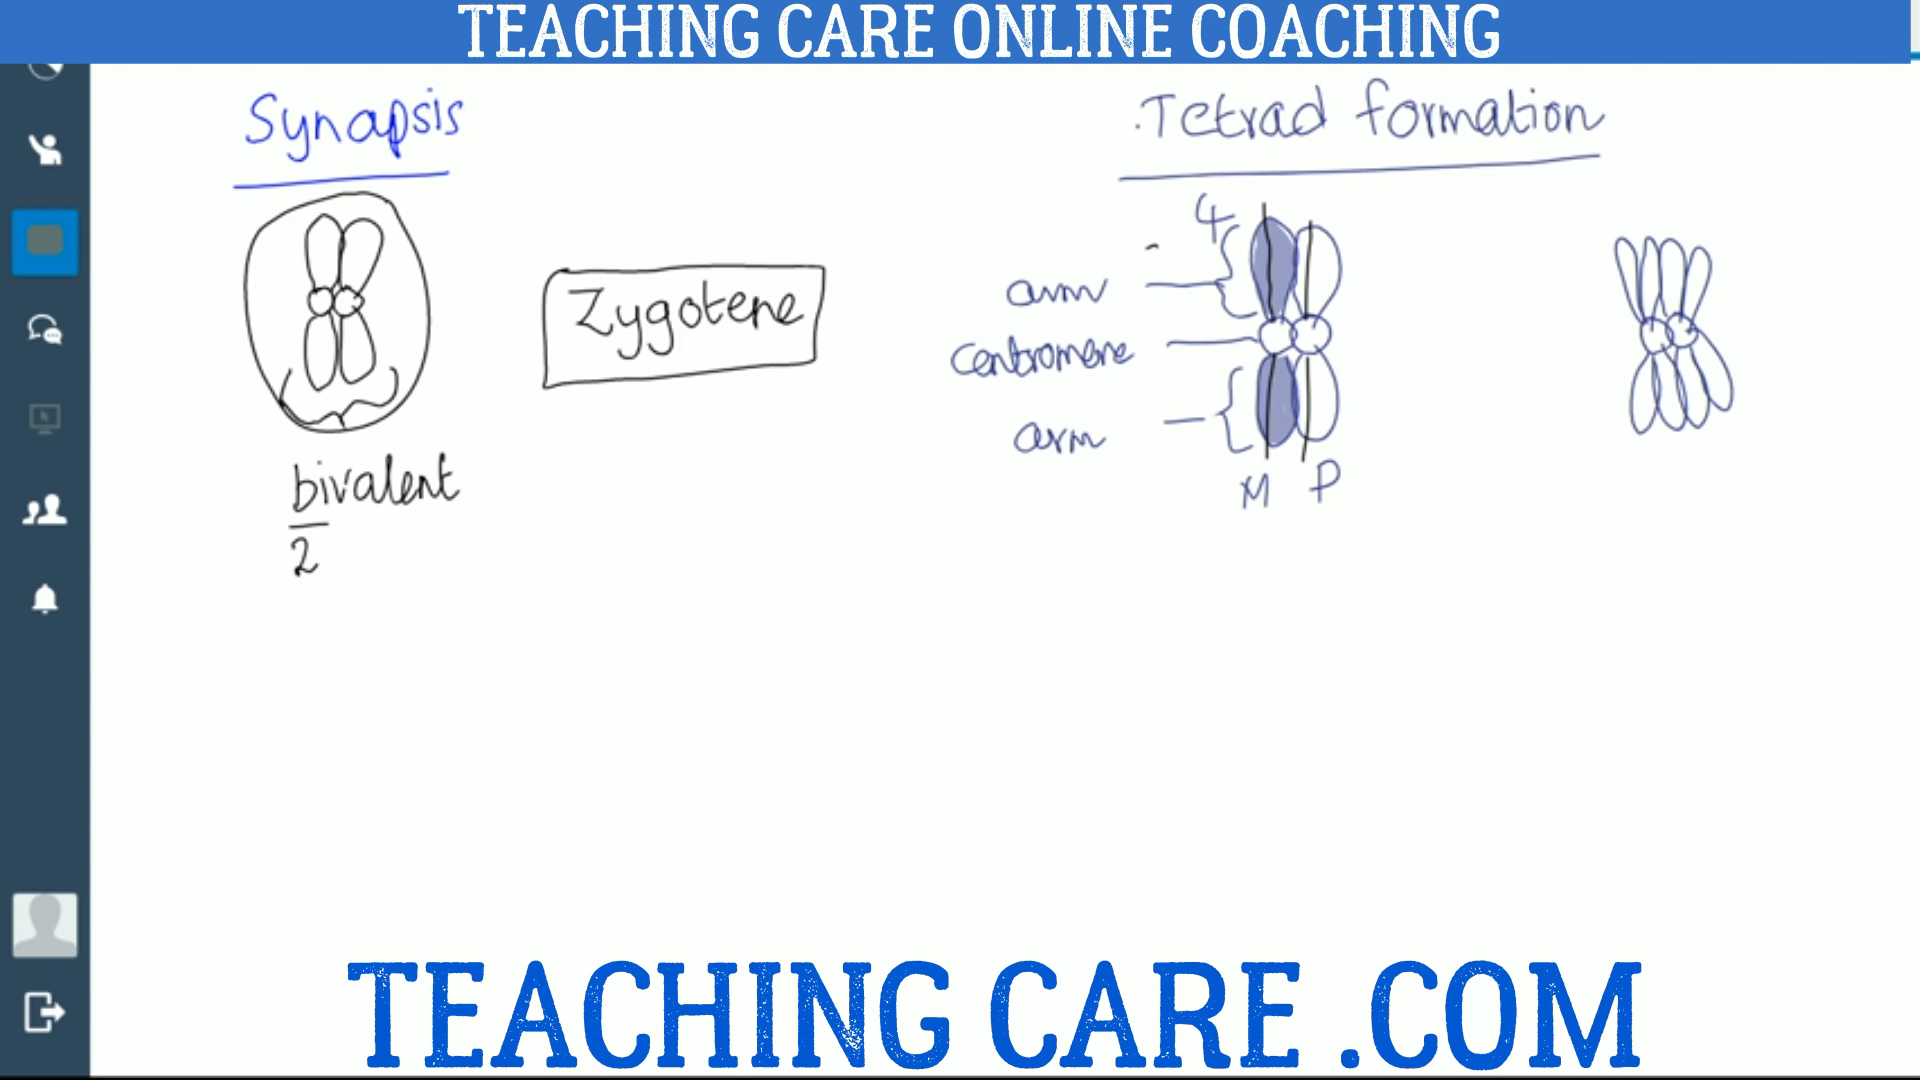 TEACHING CARE ONLINE COACHING
Synapsis
bivalent
2
Zygotene
Tetrad formation
4
arm
centromere
arm
M P
TEACHING CARE .COM